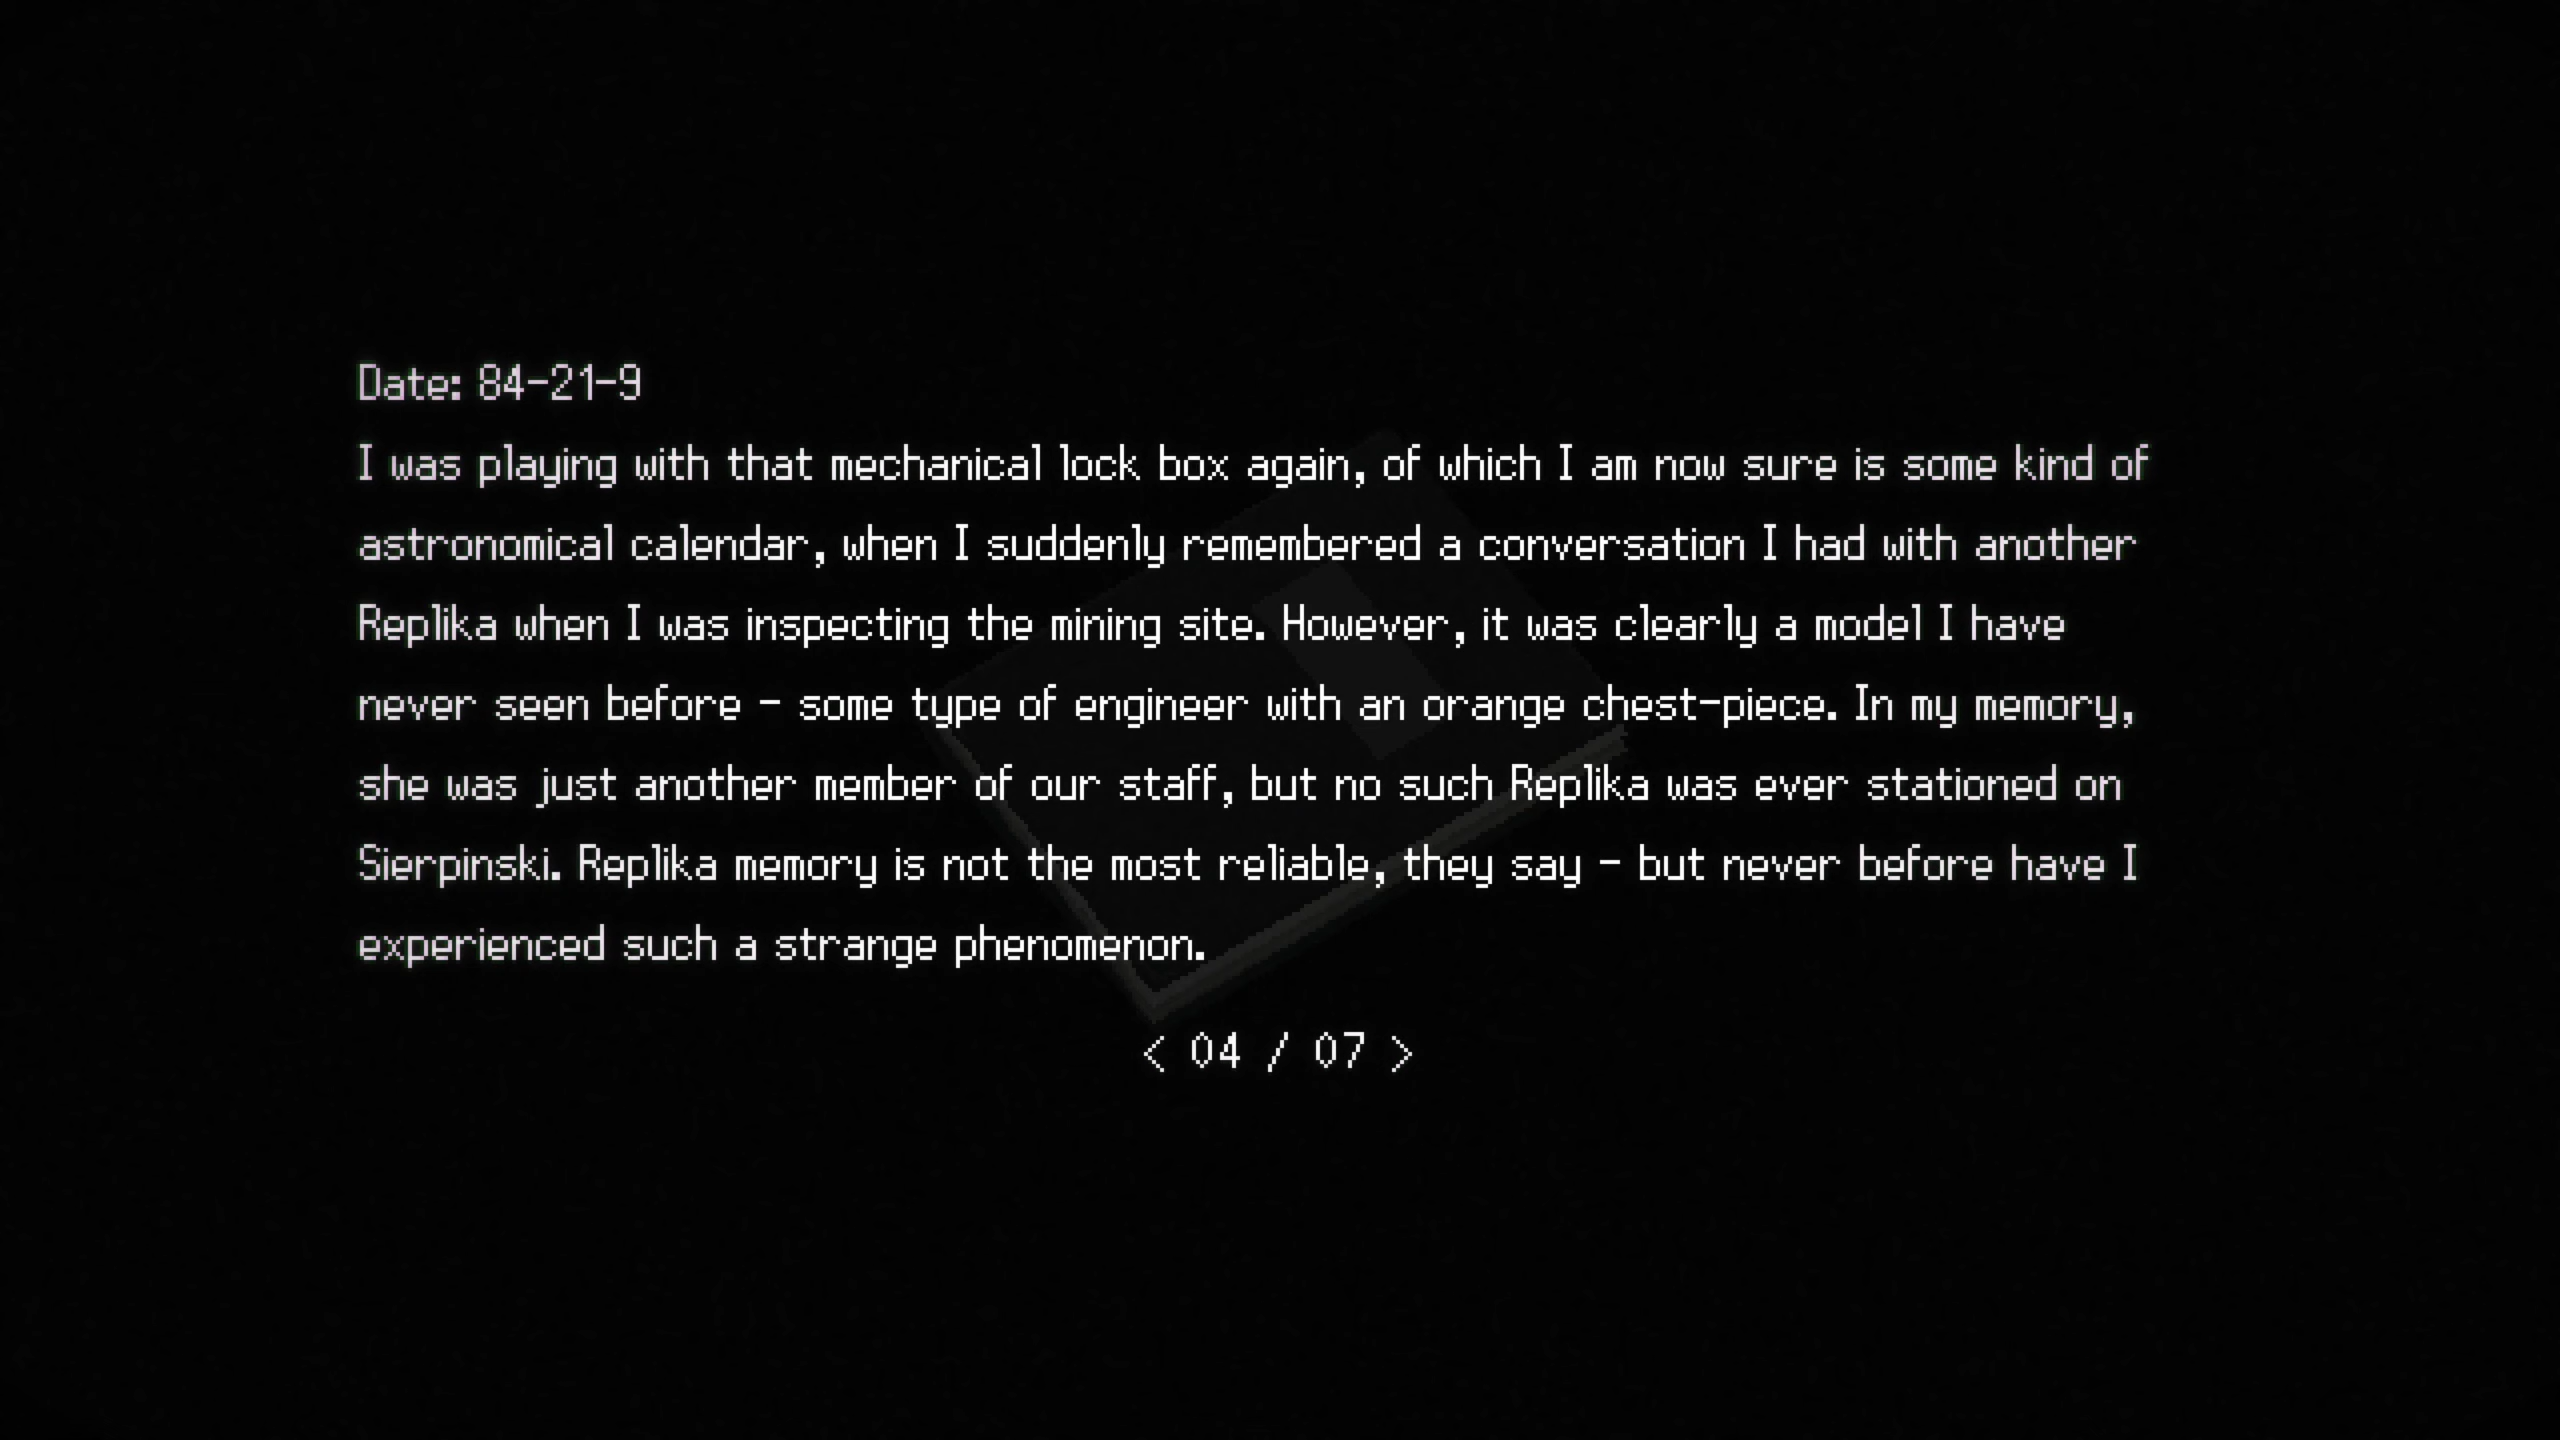 Date: 84-21-9
I was playing with that mechanical lock box again, of which I am now sure is some kind of
astronomical calendar, when I suddenly remembered a conversation I had with another
Replika when I was inspecting the mining site. However, it was clearly a model I have
never seen before - some type of engineer with an orange chest-piece. In my memory,
she was just another member of our staff, but no such Replika was ever stationed on
Sierpinski. Replika memory is not the most reliable, they say - but never before have I
experienced such a strange phenomenon.
< 04 / 07 >